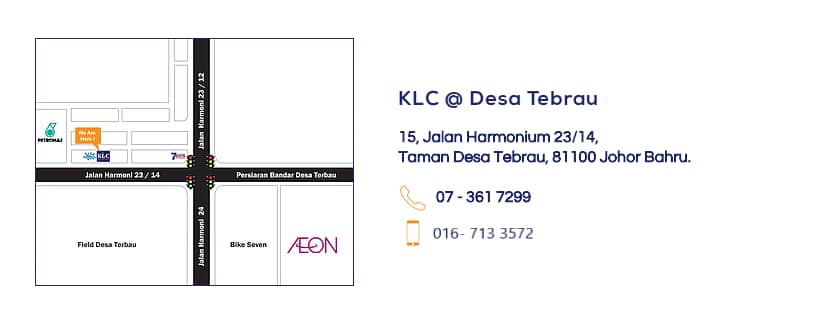 Jalan Harmoni 23 / 12
PETRONAS
We Are
Here !
KLC
7
Jalan Harmoni 23 / 14
Persiaran Bandar Desa Terbau
Jalan Harmoni 24
Field Desa Terbau
Bike Seven
AEON
KLC @ Desa Tebrau
15, Jalan Harmonium 23/14,
Taman Desa Tebrau, 81100 Johor Bahru.
07 - 361 7299
016- 713 3572